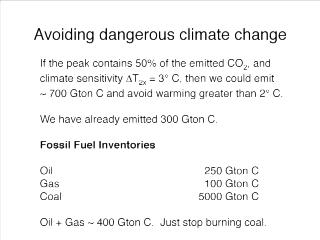 Avoiding dangerous climate change
If the peak contains 50% of the emitted CO2, and
climate sensitivity ΔT2x = 3° C, then we could emit
~ 700 Gton C and avoid warming greater than 2° C.
We have already emitted 300 Gton C.
Fossil Fuel Inventories
Oil 250 Gton C
Gas 100 Gton C
Coal 5000 Gton C
Oil + Gas ~ 400 Gton C. Just stop burning coal.